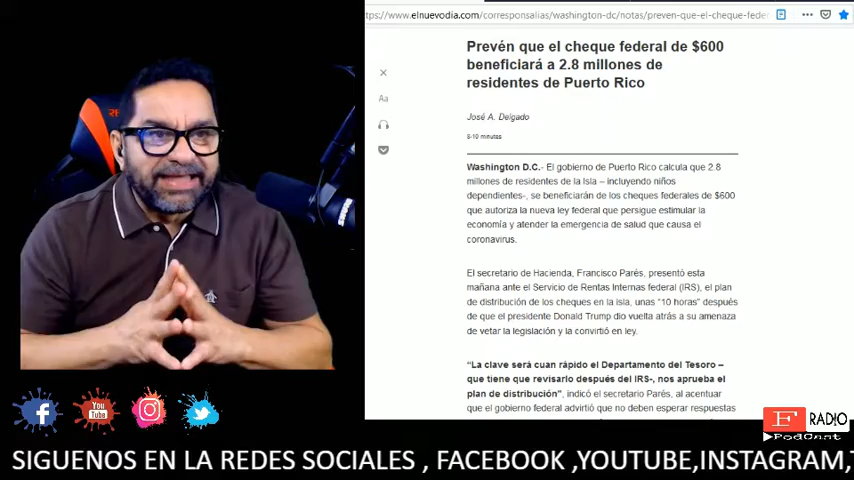 ttps://www.elnuevodia.com/corresponsalias/washington-dc/notas/preven-que-el-cheque-feder
Prevén que el cheque federal de $600
beneficiará a 2.8 millones de
residentes de Puerto Rico
Aa
José A. Delgado
8-10 minutes
Washington D.C.- El gobierno de Puerto Rico calcula que 2.8
millones de residentes de la Isla – incluyendo niños
dependientes-, se beneficiarán de los cheques federales de $600
que autoriza la nueva ley federal que persigue estimular la
economía y atender la emergencia de salud que causa el
coronavirus.
El secretario de Hacienda, Francisco Parés, presentó esta
mañana ante el Servicio de Rentas Internas federal (IRS), el plan
de distribución de los cheques en la isla, unas “10 horas” después
de que el presidente Donald Trump dio vuelta atrás a su amenaza
de vetar la legislación y la convirtió en ley.
“La clave será cuan rápido el Departamento del Tesoro –
que tiene que revisarlo después del IRS-, nos aprueba el
plan de distribución”, indicó el secretario Parés, al acentuar
que el gobierno federal advirtió que no deben esperar respuestas
You
Tube
F RADIO
PodCast
SIGUENOS EN LA REDES SOCIALES , FACEBOOK ,YOUTUBE,INSTAGRAM,T